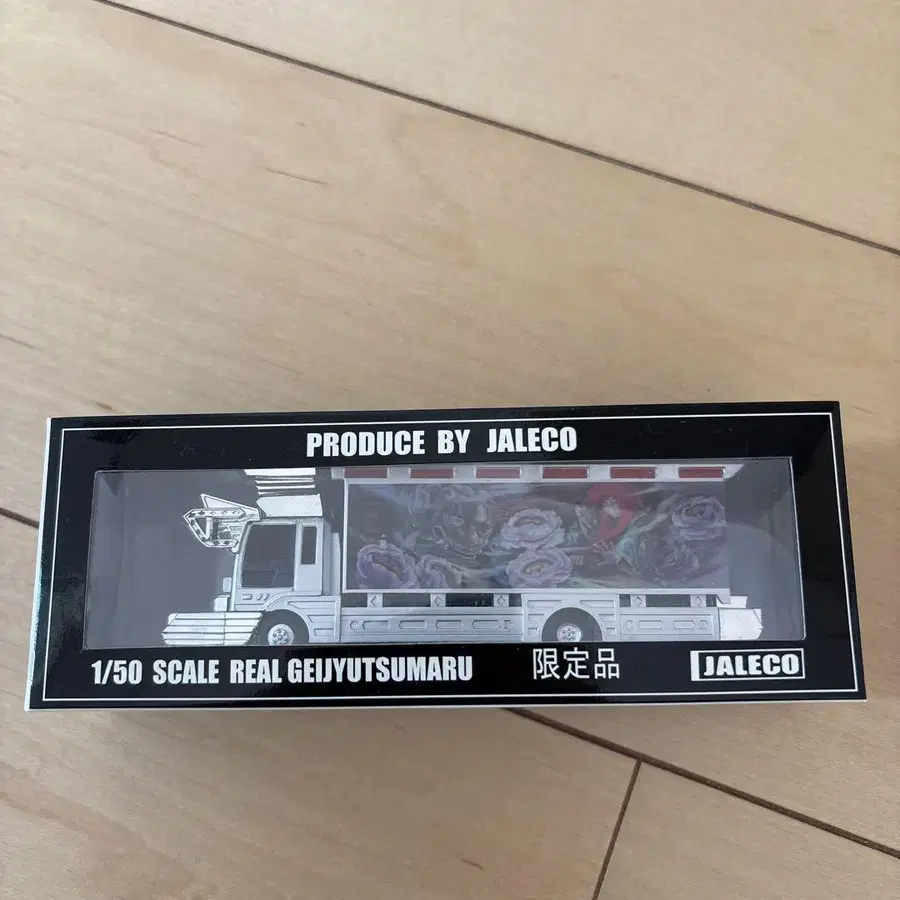 PRODUCE BY JALECO
1/50 SCALE REAL GEIJYUTSUMARU 限定品 JALECO